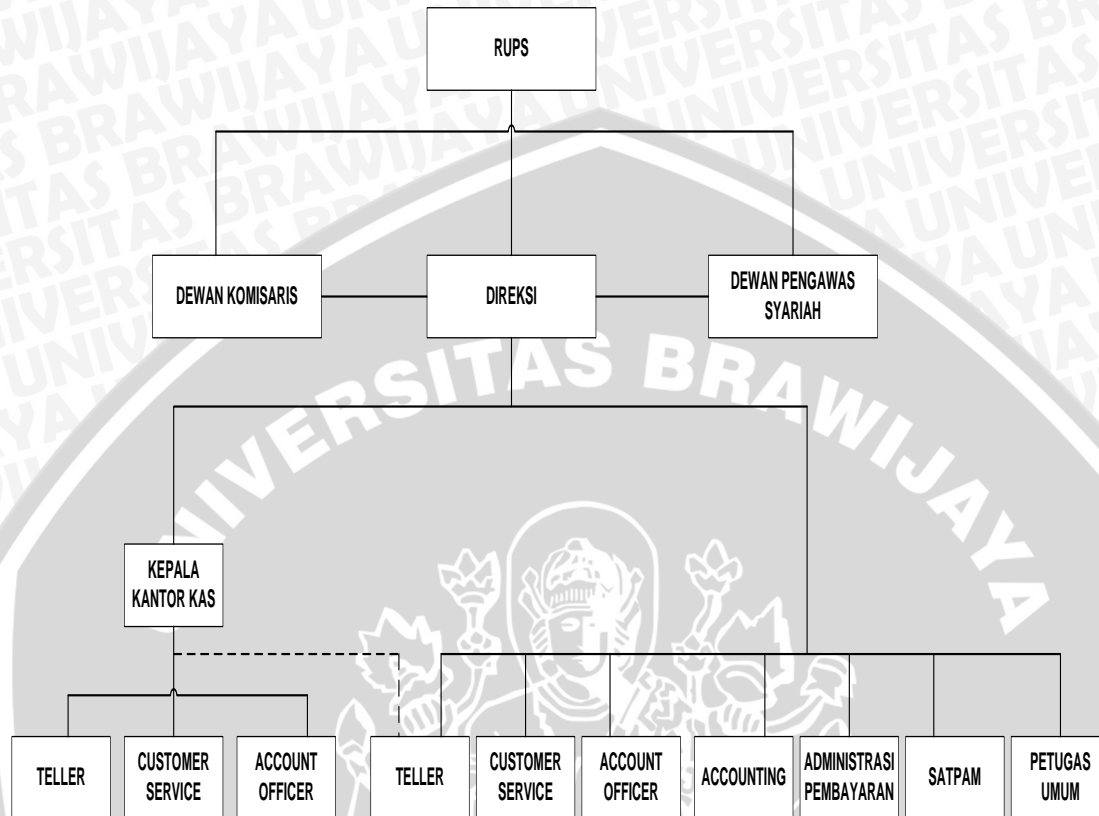 RUPS
DEWAN KOMISARIS
DIREKSI
DEWAN PENGAWAS
SYARIAH
UNIVERSITAS BRAWIJAYA
KEPALA
KANTOR KAS
TELLER
CUSTOMER
SERVICE
ACCOUNT
OFFICER
TELLER
CUSTOMER
SERVICE
ACCOUNT
OFFICER
ACCOUNTING
ADMINISTRASI
PEMBAYARAN
SATPAM
PETUGAS
UMUM